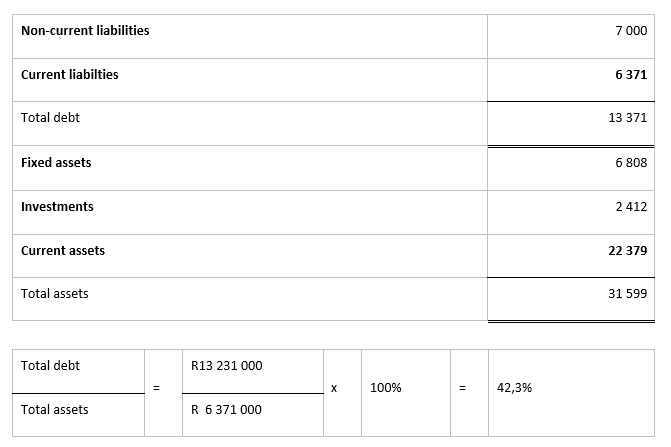 Non-current liabilities 7 000
Current liabilties 6 371
Total debt 13 371
Fixed assets 6 808
Investments 2 412
Current assets 22 379
Total assets 31 599
Total debt = R13 231 000 x 100% = 42,3%
Total assets R 6 371 000